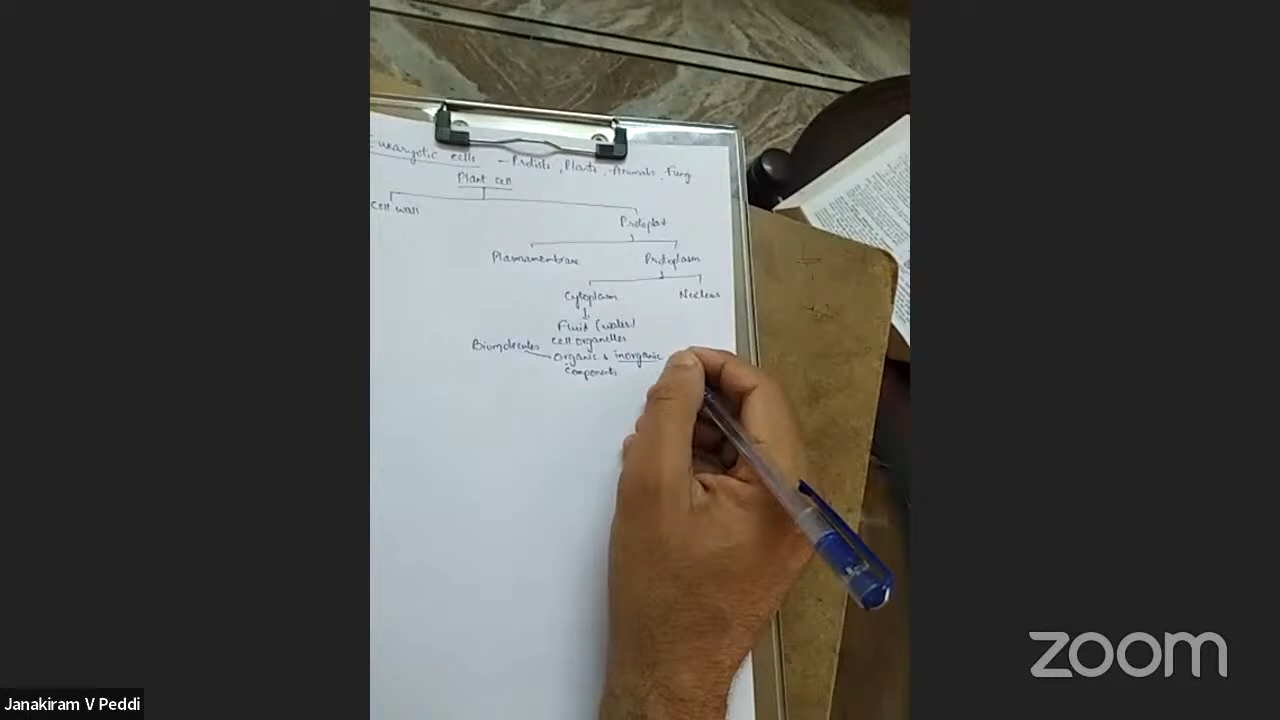 Eukaryotic cells - Protists, Plants, Animals, Fungi
Plant cell
Cell wall
Protoplast
Plasmamembrane Protoplasm
Cytoplasm Nucleus
Fluid (water)
cell organelles
Biomolecules organic & inorganic
components
zoom
Janakiram V Peddi